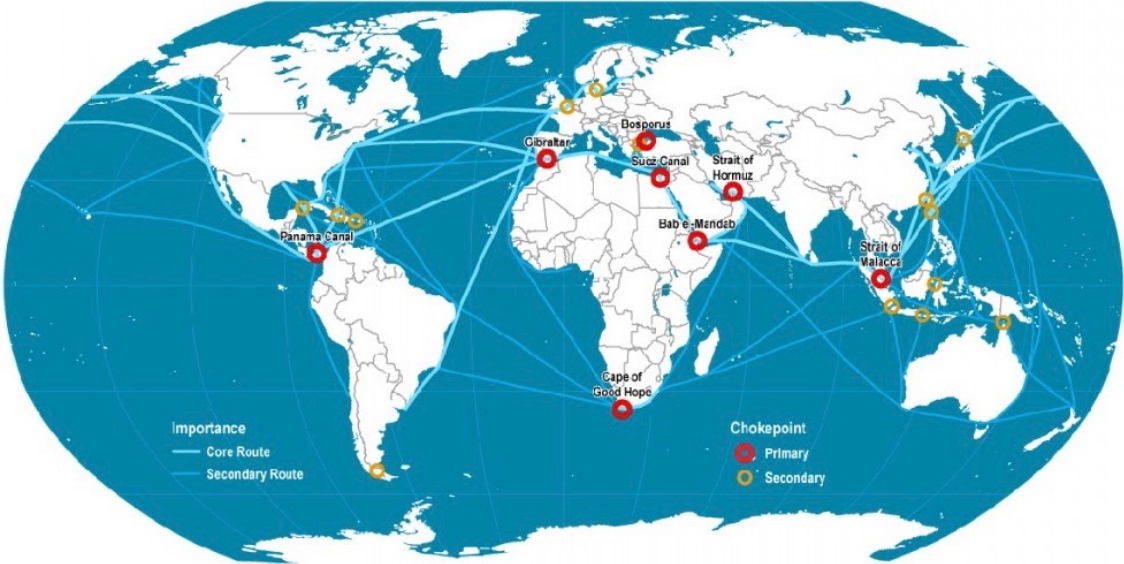 Bosporus
Gibraltar
Suez Canal
Strait of
Hormuz
Bab e-Mandab
Panama Canal
Strait of
Malacca
Cape of
Good Hope
Importance
Core Route
Secondary Route
Chokepoint
Primary
Secondary